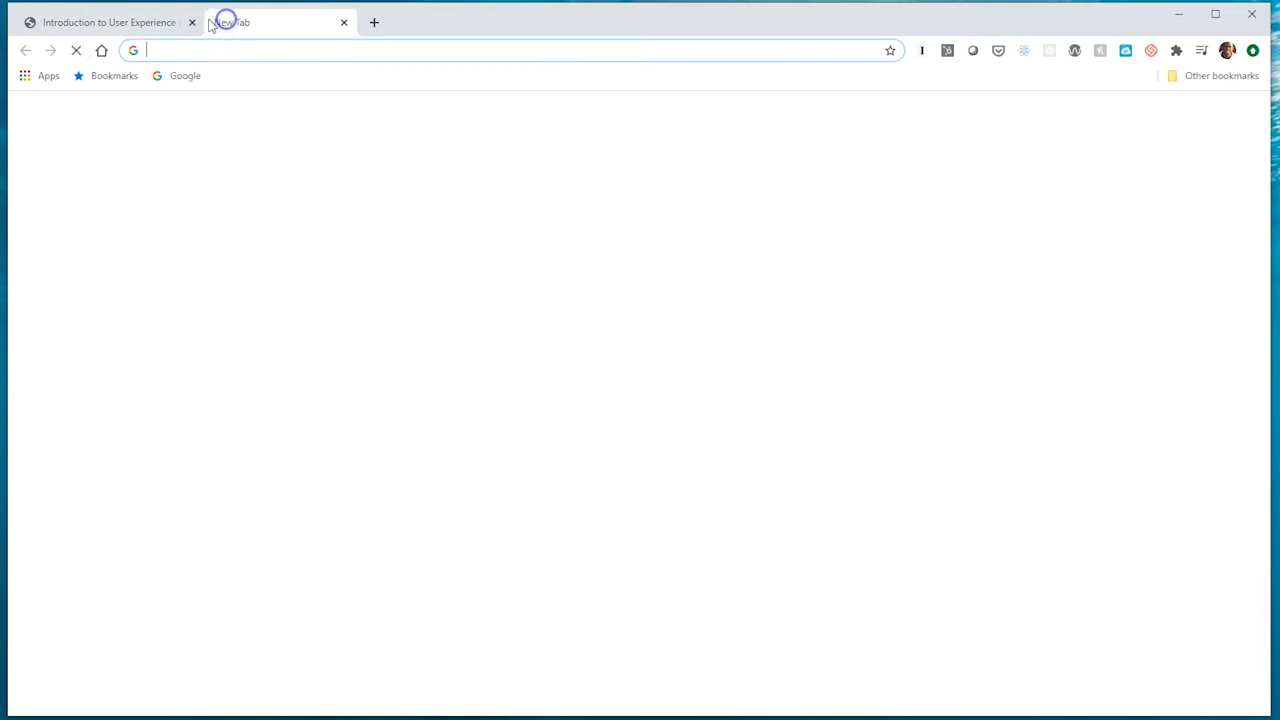 Introduction to User Experience
New Tab
Apps
Bookmarks
Google
Other bookmarks